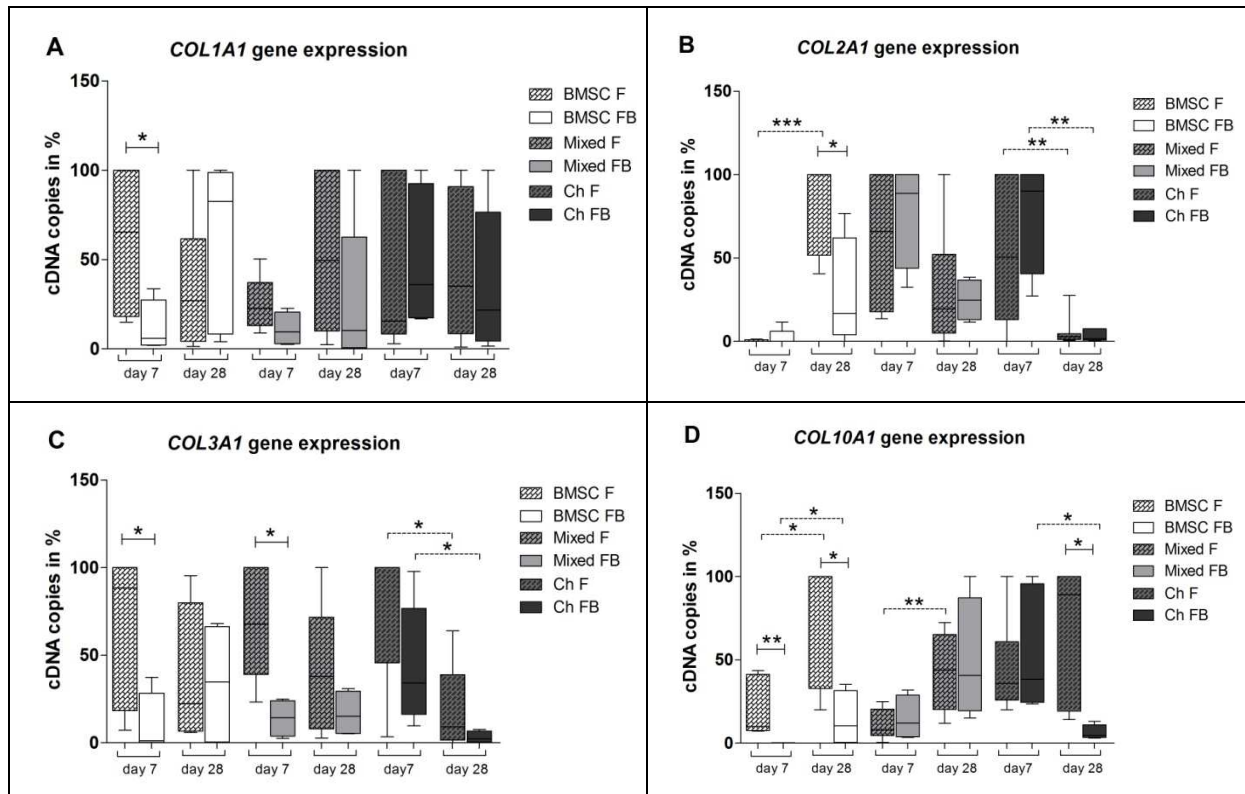 A
COL1A1 gene expression
cDNA copies in %
150
100
50
0
*
day 7
day 28
day 7
day 28
day7
day 28
BMSC F
BMSC FB
Mixed F
Mixed FB
Ch F
Ch FB
B
COL2A1 gene expression
cDNA copies in %
150
100
50
0
***
*
**
**
day 7
day 28
day 7
day 28
day7
day 28
BMSC F
BMSC FB
Mixed F
Mixed FB
Ch F
Ch FB
C
COL3A1 gene expression
cDNA copies in %
150
100
50
0
*
*
*
*
day 7
day 28
day 7
day 28
day7
day 28
BMSC F
BMSC FB
Mixed F
Mixed FB
Ch F
Ch FB
D
COL10A1 gene expression
cDNA copies in %
150
100
50
0
**
*
*
*
**
*
*
day 7
day 28
day 7
day 28
day7
day 28
BMSC F
BMSC FB
Mixed F
Mixed FB
Ch F
Ch FB